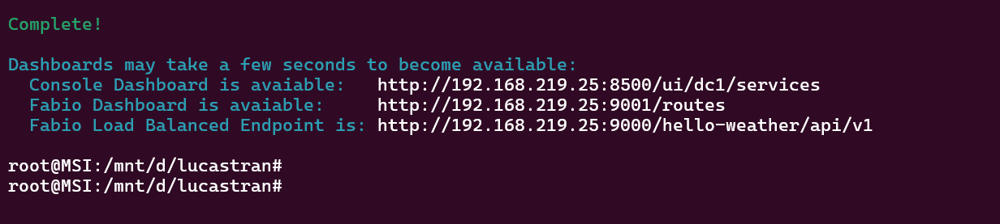 Complete!
Dashboards may take a few seconds to become available:
Console Dashboard is avaiable: http://192.168.219.25:8500/ui/dc1/services
Fabio Dashboard is avaiable: http://192.168.219.25:9001/routes
Fabio Load Balanced Endpoint is: http://192.168.219.25:9000/hello-weather/api/v1
root@MSI:/mnt/d/lucastran#
root@MSI:/mnt/d/lucastran#